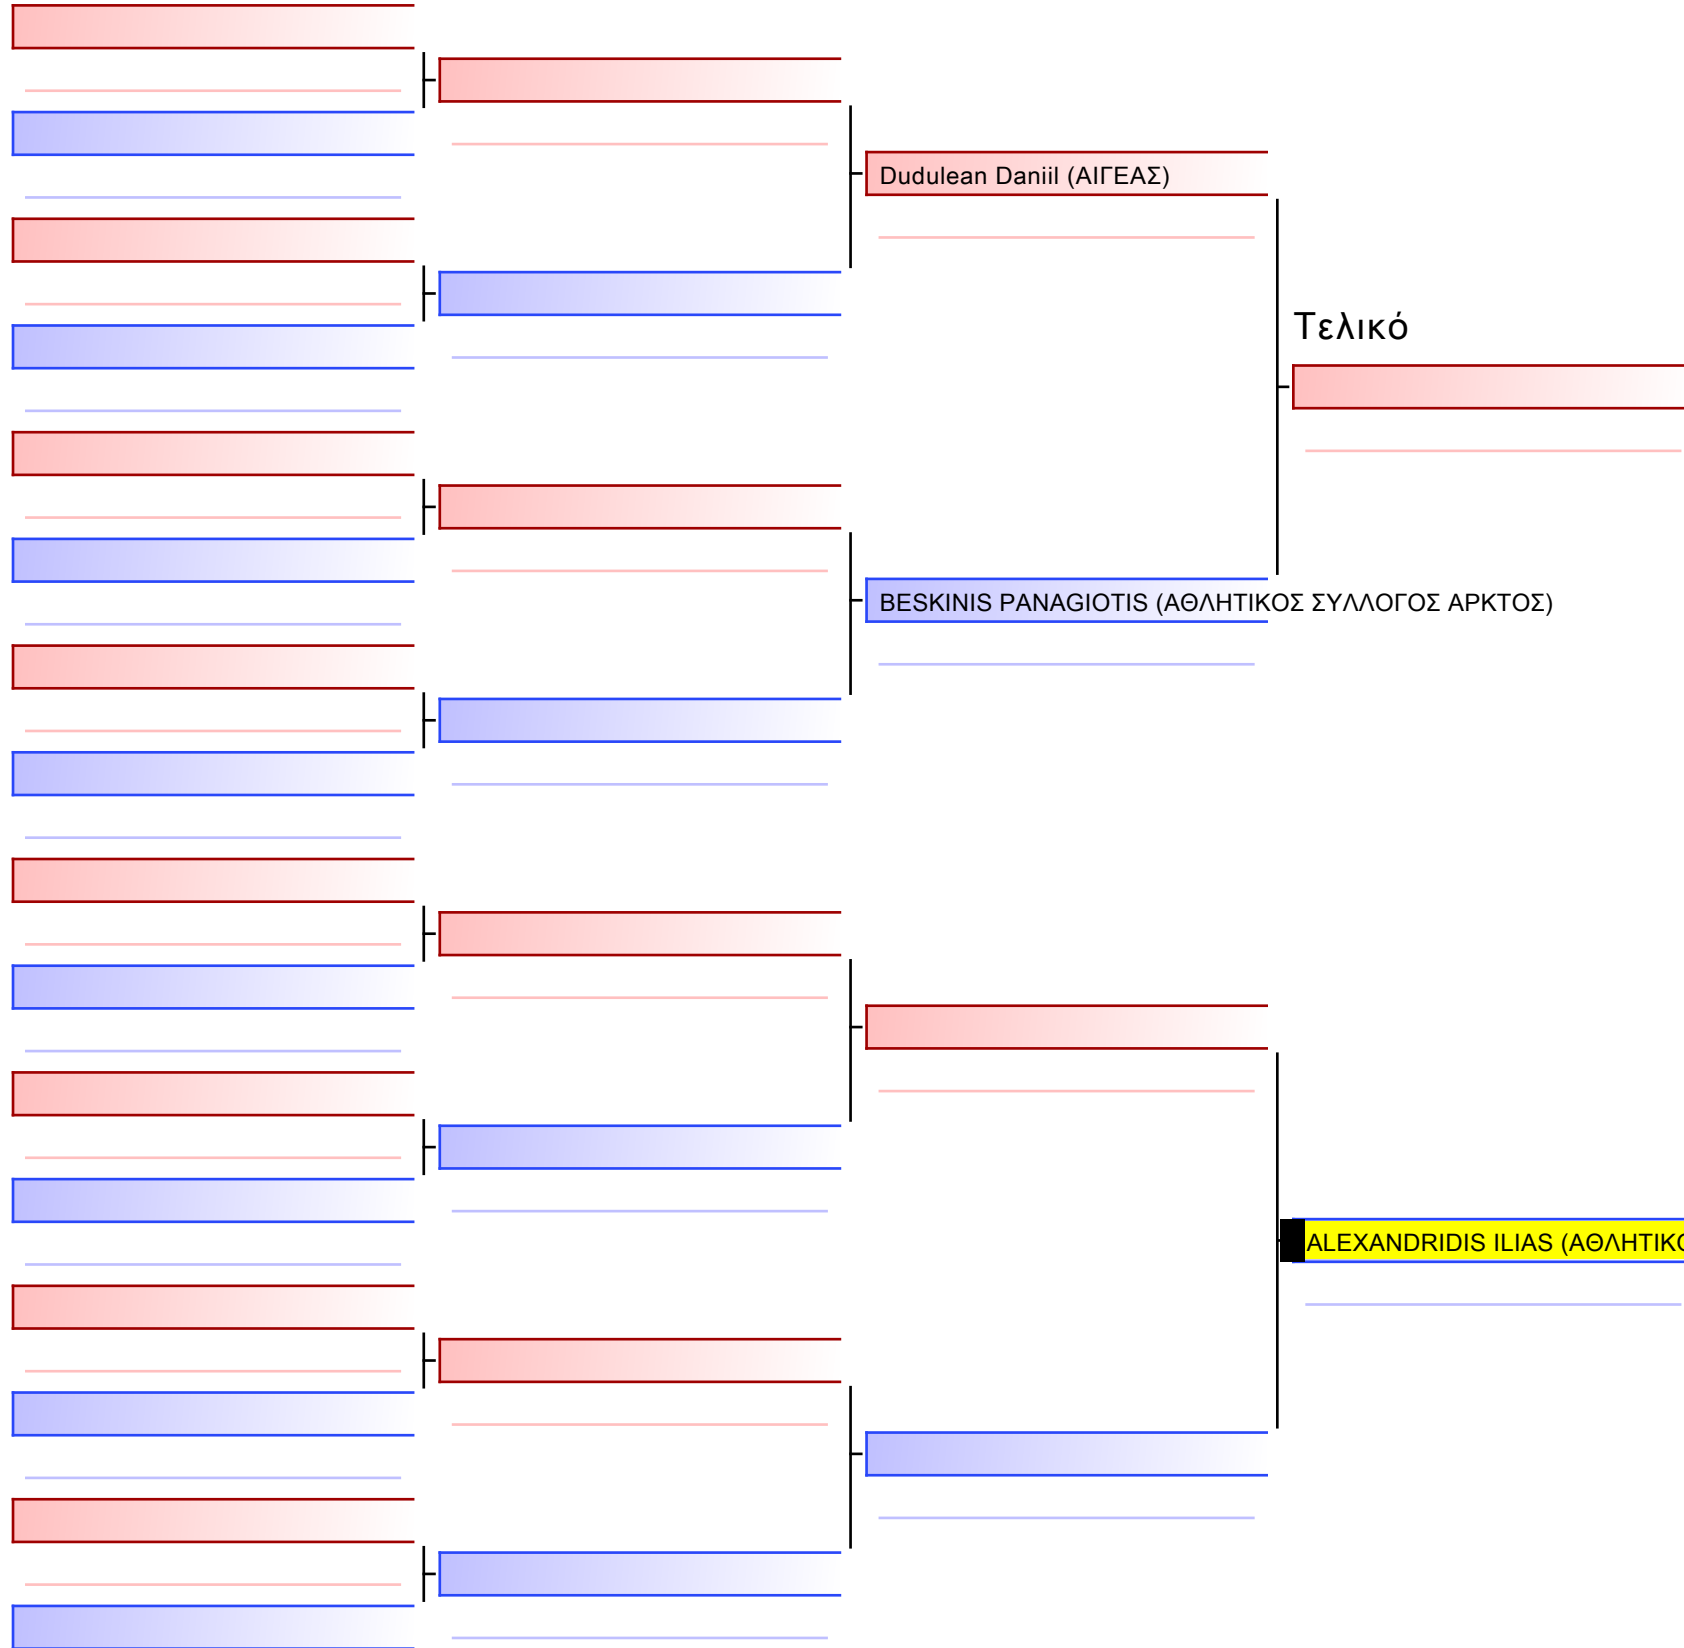 Dudulean Daniil (ΑΙΓΕΑΣ)
Τελικό
BESKINIS PANAGIOTIS (ΑΘΛΗΤΙΚΟΣ ΣΥΛΛΟΓΟΣ ΑΡΚΤΟΣ)
ALEXANDRIDIS ILIAS